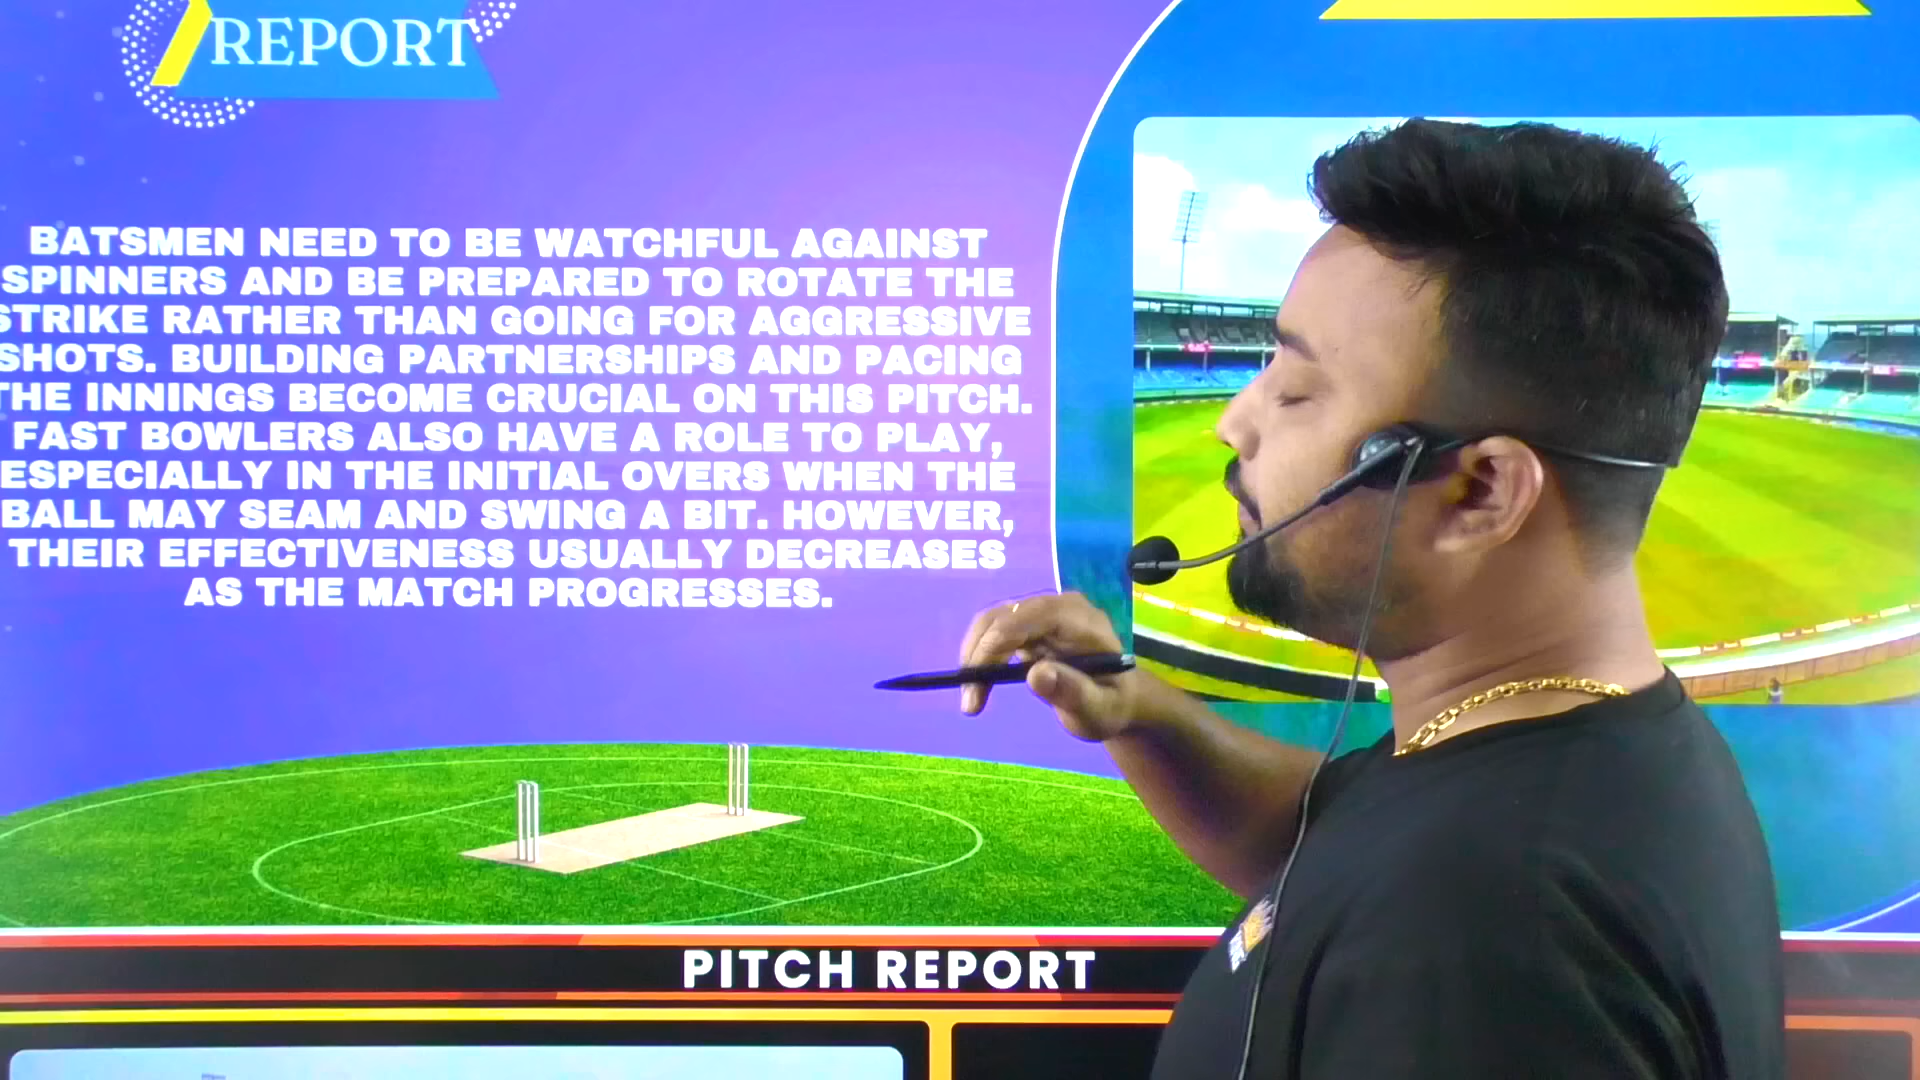 REPORT
BATSMEN NEED TO BE WATCHFUL AGAINST
SPINNERS AND BE PREPARED TO ROTATE THE
STRIKE RATHER THAN GOING FOR AGGRESSIVE
SHOTS. BUILDING PARTNERSHIPS AND PACING
THE INNINGS BECOME CRUCIAL ON THIS PITCH.
FAST BOWLERS ALSO HAVE A ROLE TO PLAY,
ESPECIALLY IN THE INITIAL OVERS WHEN THE
BALL MAY SEAM AND SWING A BIT. HOWEVER,
THEIR EFFECTIVENESS USUALLY DECREASES
AS THE MATCH PROGRESSES.
PITCH REPORT